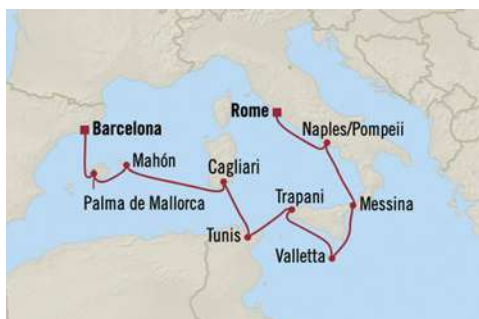 Rome
Barcelona
Naples/Pompeii
Mahón
Cagliari
Palma de Mallorca
Trapani
Messina
Tunis
Valletta